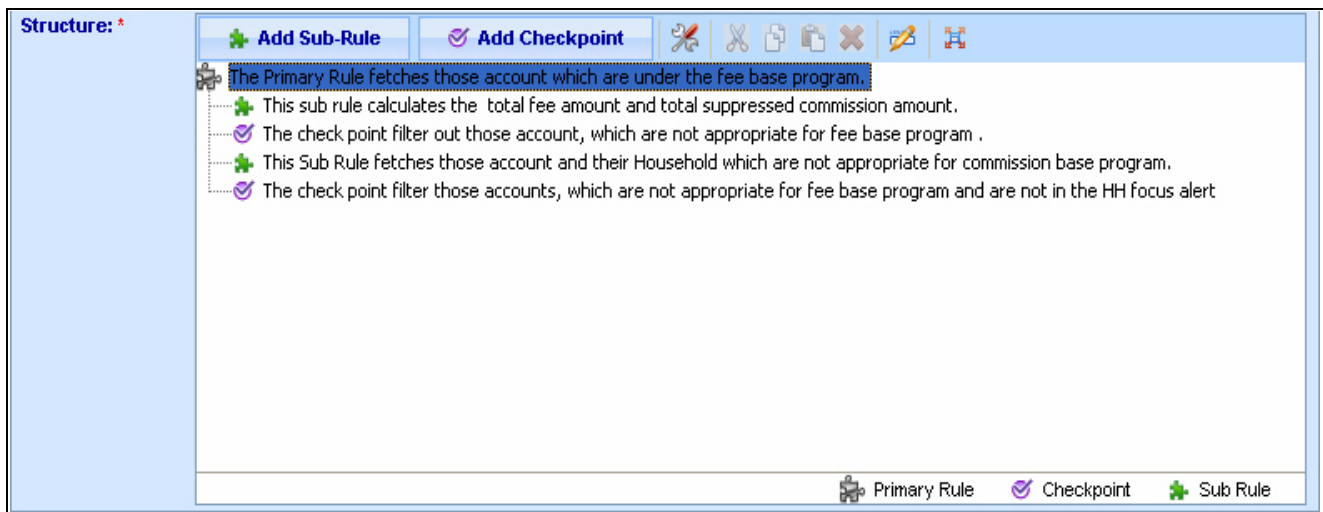 Structure: *
Add Sub-Rule Add Checkpoint
The Primary Rule fetches those account which are under the fee base program.
This sub rule calculates the total fee amount and total suppressed commission amount.
The check point filter out those account, which are not appropriate for fee base program .
This Sub Rule fetches those account and their Household which are not appropriate for commission base program.
The check point filter those accounts, which are not appropriate for fee base program and are not in the HH focus alert
Primary Rule Checkpoint Sub Rule